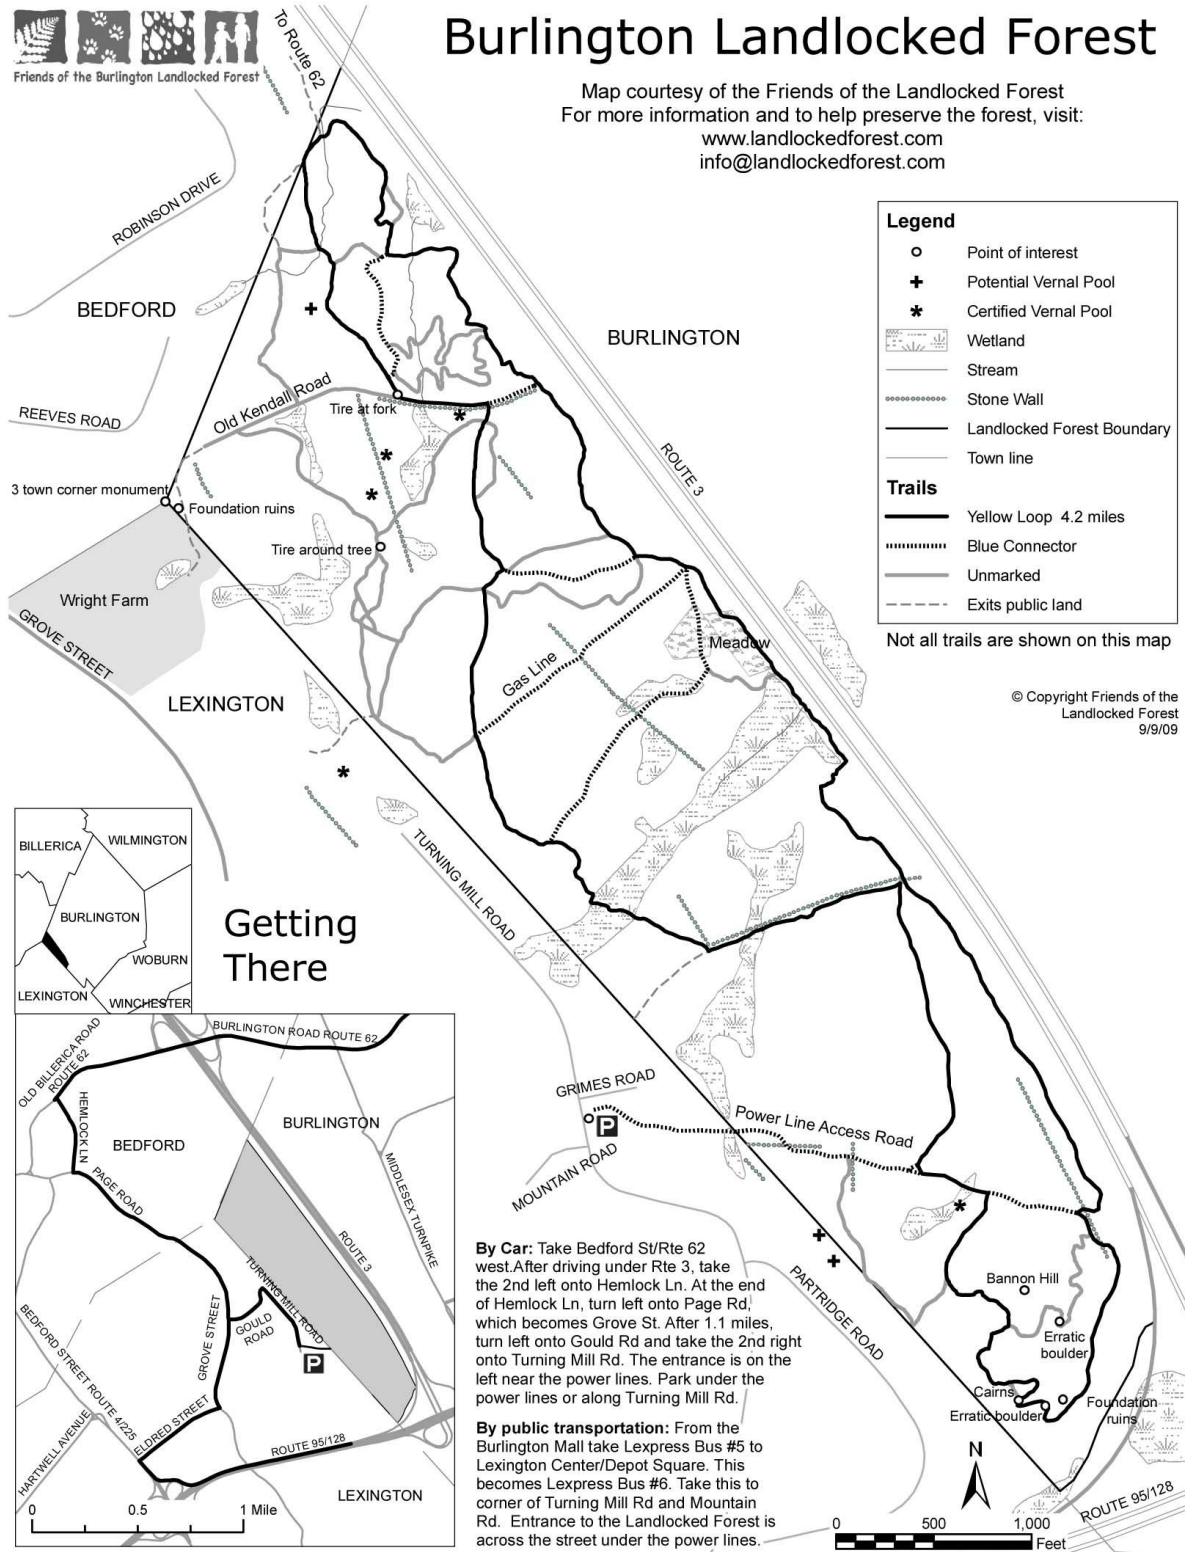 Friends of the Burlington Landlocked Forest
To Route 62
Burlington Landlocked Forest
Map courtesy of the Friends of the Landlocked Forest
For more information and to help preserve the forest, visit:
www.landlockedforest.com
info@landlockedforest.com
Legend
Point of interest
Potential Vernal Pool
Certified Vernal Pool
Wetland
Stream
Stone Wall
Landlocked Forest Boundary
Town line
Trails
Yellow Loop 4.2 miles
Blue Connector
Unmarked
Exits public land
Not all trails are shown on this map
© Copyright Friends of the
Landlocked Forest
9/9/09
ROBINSON DRIVE
BEDFORD
BURLINGTON
REEVES ROAD
Old Kendall Road
Tire at fork
ROUTE 3
3 town corner monument
Foundation ruins
Tire around tree
Wright Farm
GROVE STREET
Meadow
Gas Line
LEXINGTON
TURNING MILL ROAD
GRIMES ROAD
P
MOUNTAIN ROAD
Power Line Access Road
PARTRIDGE ROAD
Bannon Hill
Erratic
boulder
Cairns
Erratic boulder
Foundation
ruins
ROUTE 95/128
N
0 500 1,000
Feet
BILLERICA
WILMINGTON
BURLINGTON
WOBURN
LEXINGTON
WINCHESTER
Getting
There
BURLINGTON ROAD ROUTE 62
OLD BILLERICA ROAD
ROUTE 62
HEMLOCK LN
BEDFORD
BURLINGTON
PAGE ROAD
MIDDLESEX TURNPIKE
ROUTE 3
TURNING MILL ROAD
GOULD
ROAD
GROVE STREET
P
BEDFORD STREET ROUTE 4/225
ELDRED STREET
HARTWELL AVENUE
ROUTE 95/128
LEXINGTON
0 0.5 1 Mile
By Car: Take Bedford St/Rte 62
west.After driving under Rte 3, take
the 2nd left onto Hemlock Ln. At the end
of Hemlock Ln, turn left onto Page Rd,
which becomes Grove St. After 1.1 miles,
turn left onto Gould Rd and take the 2nd right
onto Turning Mill Rd. The entrance is on the
left near the power lines. Park under the
power lines or along Turning Mill Rd.
By public transportation: From the
Burlington Mall take Lexpress Bus #5 to
Lexington Center/Depot Square. This
becomes Lexpress Bus #6. Take this to
corner of Turning Mill Rd and Mountain
Rd. Entrance to the Landlocked Forest is
across the street under the power lines.